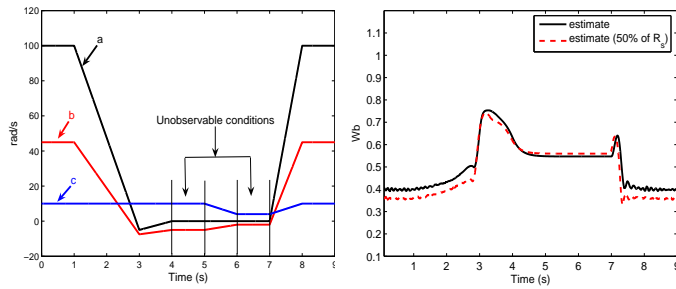 120
100
80
60
40
20
0
−20
rad/s
a
b
c
Unobservable conditions
0 1 2 3 4 5 6 7 8 9
Time (s)
1.1
1
0.9
0.8
0.7
0.6
0.5
0.4
0.3
0.2
0.1
Wb
estimate
estimate (50% of R_s)
1 2 3 4 5 6 7 8 9
Time (s)